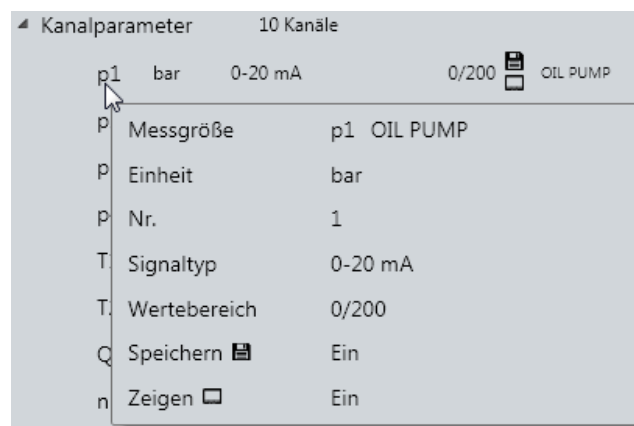 Kanalparameter 10 Kanäle
p1 bar 0-20 mA 0/200 OIL PUMP
p
Messgröße p1 OIL PUMP
p
Einheit bar
p
Nr. 1
T
Signaltyp 0-20 mA
T
Wertebereich 0/200
Q
Speichern Ein
n
Zeigen Ein